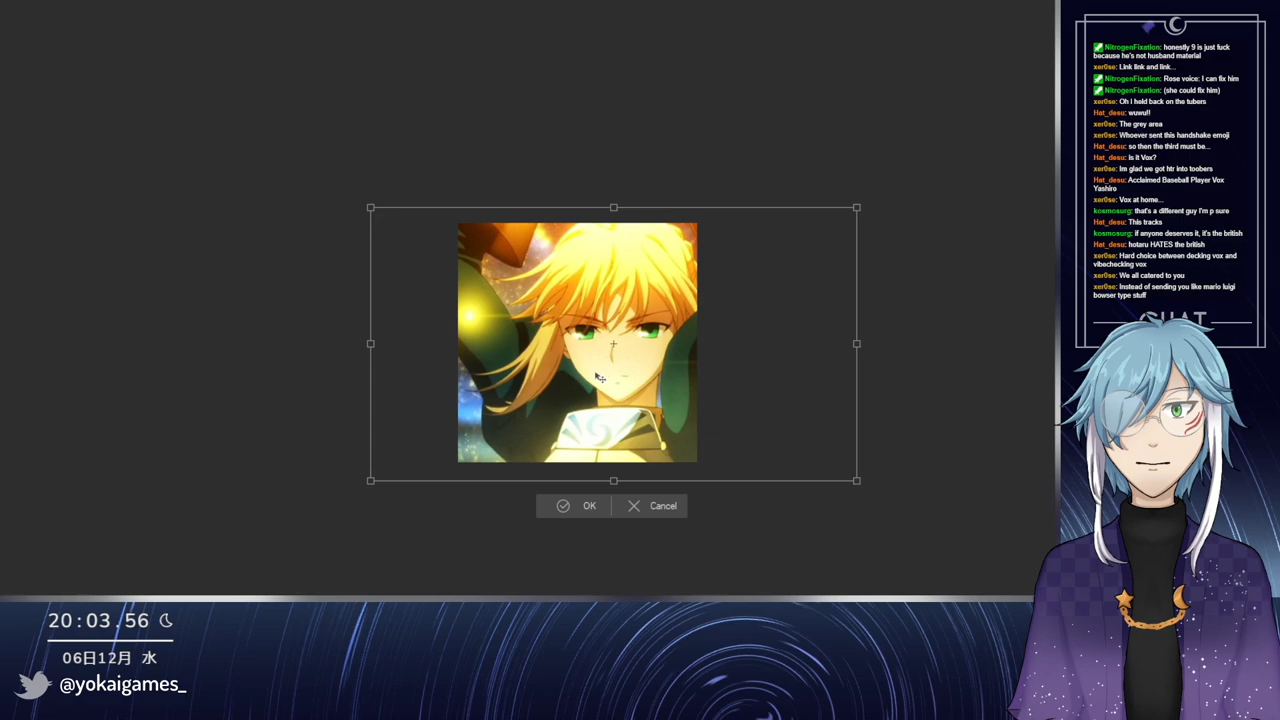 NitrogenFixation: honestly 9 is just fuck
because he's not husband material
xer0se: Link link and link...
NitrogenFixation: Rose voice: I can fix him
NitrogenFixation: (she could fix him)
xer0se: Oh I held back on the tubers
Hat_desu: wuwu!!
xer0se: The grey area
xer0se: Whoever sent this handshake emoji
Hat_desu: so then the third must be...
Hat_desu: is it Vox?
xer0se: Im glad we got htr into toobers
Hat_desu: Acclaimed Baseball Player Vox
Yashiro
xer0se: Vox at home...
kosmosurg: that's a different guy I'm p sure
Hat_desu: This tracks
kosmosurg: if anyone deserves it, it's the british
Hat_desu: hotaru HATES the british
xer0se: Hard choice between decking vox and
vibechecking vox
xer0se: We all catered to you
xer0se: Instead of sending you like mario luigi
bowser type stuff
CHAT
OK
Cancel
20:03.56
06日12月 水
@yokaigames_